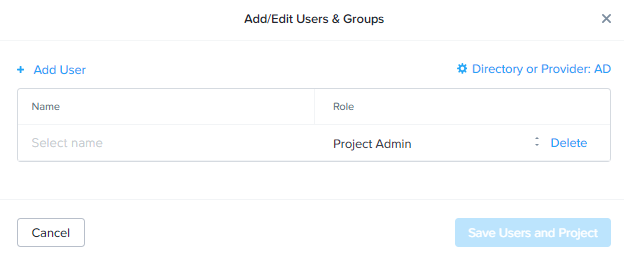 Add/Edit Users & Groups
+ Add User
Directory or Provider: AD
Name
Role
Select name
Project Admin
Delete
Cancel
Save Users and Project